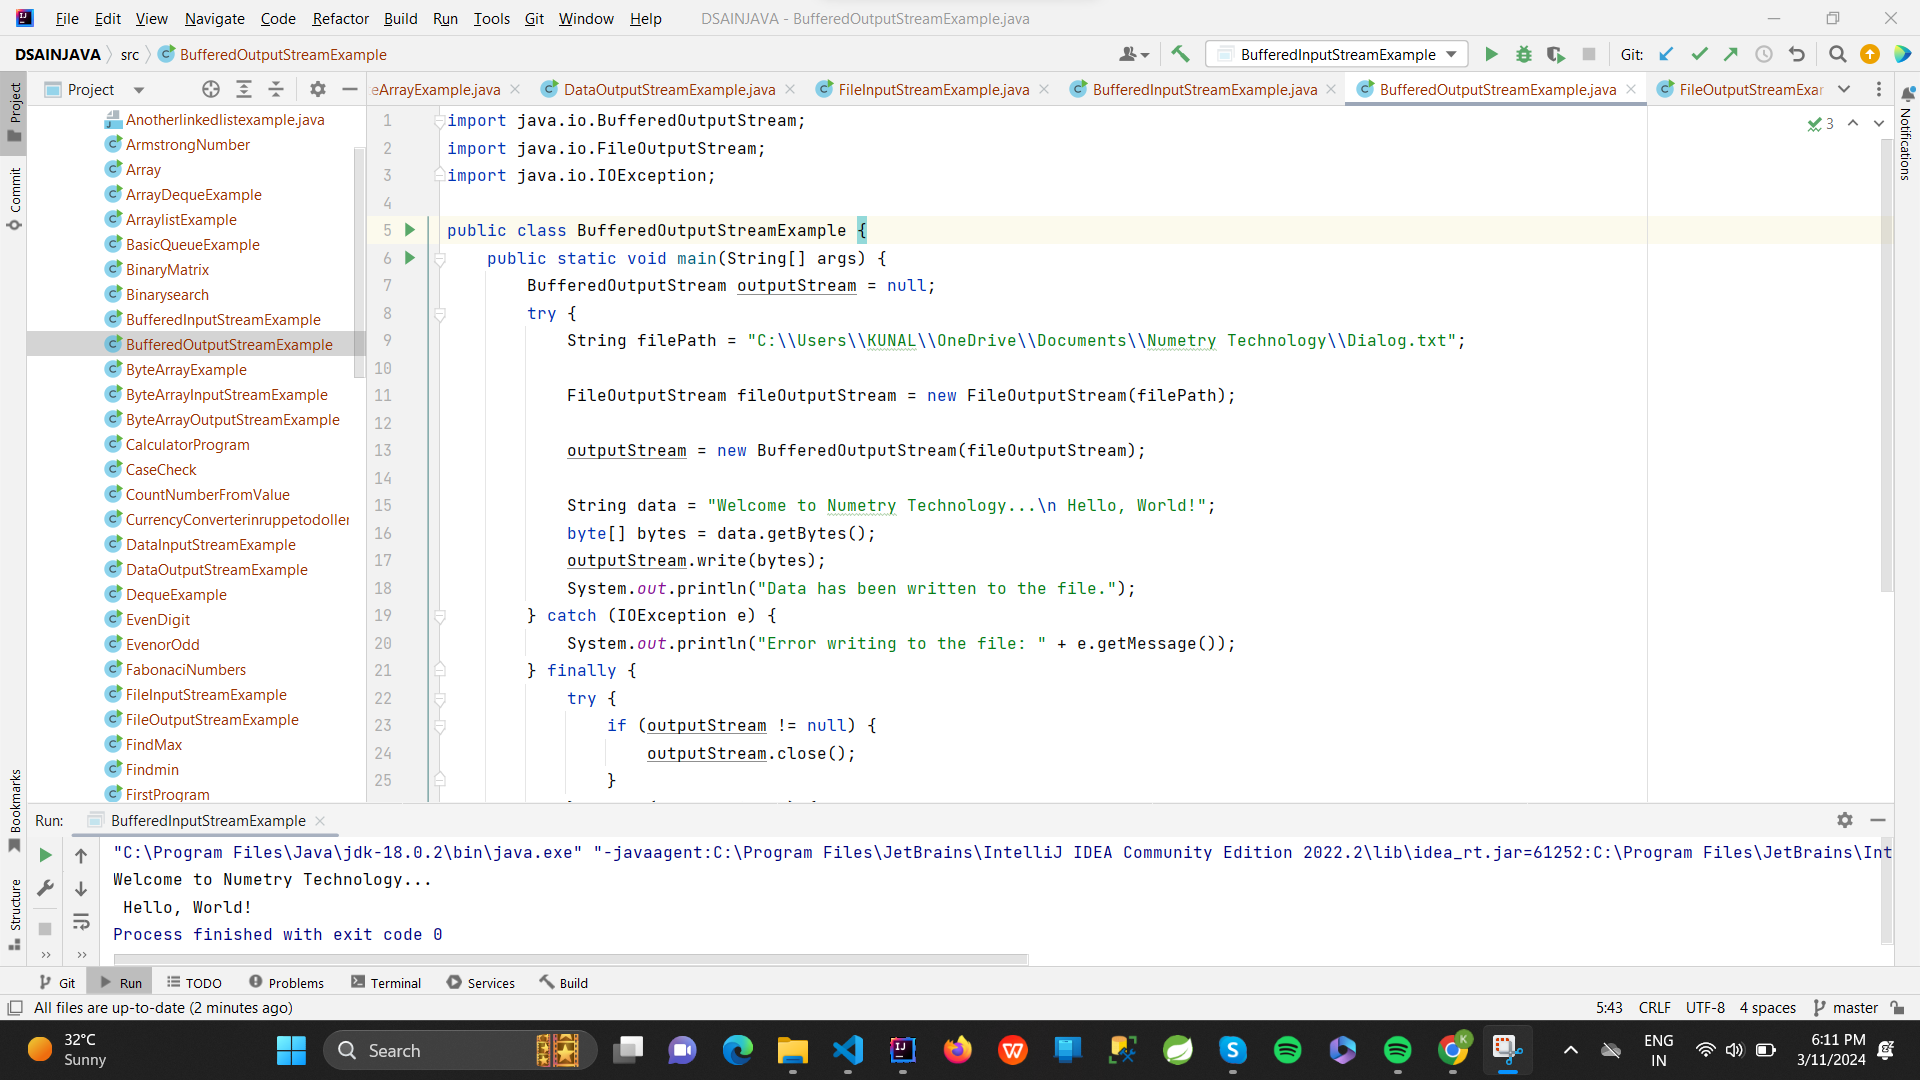 File Edit View Navigate Code Refactor Build Run Tools Git Window Help DSAINJAVA - BufferedOutputStreamExample.java
DSAINJAVA src BufferedOutputStreamExample BufferedInputStreamExample Git:
Project eArrayExample.java DataOutputStreamExample.java FileInputStreamExample.java BufferedInputStreamExample.java BufferedOutputStreamExample.java FileOutputStreamExar
Project
Commit
Bookmarks
Structure
Notifications
Anotherlinkedlistexample.java
ArmstrongNumber
Array
ArrayDequeExample
ArraylistExample
BasicQueueExample
BinaryMatrix
Binarysearch
BufferedInputStreamExample
BufferedOutputStreamExample
ByteArrayExample
ByteArrayInputStreamExample
ByteArrayOutputStreamExample
CalculatorProgram
CaseCheck
CountNumberFromValue
CurrencyConverterinruppetodoller
DataInputStreamExample
DataOutputStreamExample
DequeExample
EvenDigit
EvenorOdd
FabonaciNumbers
FileInputStreamExample
FileOutputStreamExample
FindMax
Findmin
FirstProgram
3
1 import java.io.BufferedOutputStream;
2 import java.io.FileOutputStream;
3 import java.io.IOException;
4
5 public class BufferedOutputStreamExample {
6 public static void main(String[] args) {
7 BufferedOutputStream outputStream = null;
8 try {
9 String filePath = "C:\\Users\\KUNAL\\OneDrive\\Documents\\Numetry Technology\\Dialog.txt";
10
11 FileOutputStream fileOutputStream = new FileOutputStream(filePath);
12
13 outputStream = new BufferedOutputStream(fileOutputStream);
14
15 String data = "Welcome to Numetry Technology...\n Hello, World!";
16 byte[] bytes = data.getBytes();
17 outputStream.write(bytes);
18 System.out.println("Data has been written to the file.");
19 } catch (IOException e) {
20 System.out.println("Error writing to the file: " + e.getMessage());
21 } finally {
22 try {
23 if (outputStream != null) {
24 outputStream.close();
25 }
Run: BufferedInputStreamExample
"C:\Program Files\Java\jdk-18.0.2\bin\java.exe" "-javaagent:C:\Program Files\JetBrains\IntelliJ IDEA Community Edition 2022.2\lib\idea_rt.jar=61252:C:\Program Files\JetBrains\Int
Welcome to Numetry Technology...
Hello, World!
Process finished with exit code 0
Git Run TODO Problems Terminal Services Build
All files are up-to-date (2 minutes ago) 5:43 CRLF UTF-8 4 spaces master
32°C
Sunny
Search
ENG
IN
6:11 PM
3/11/2024